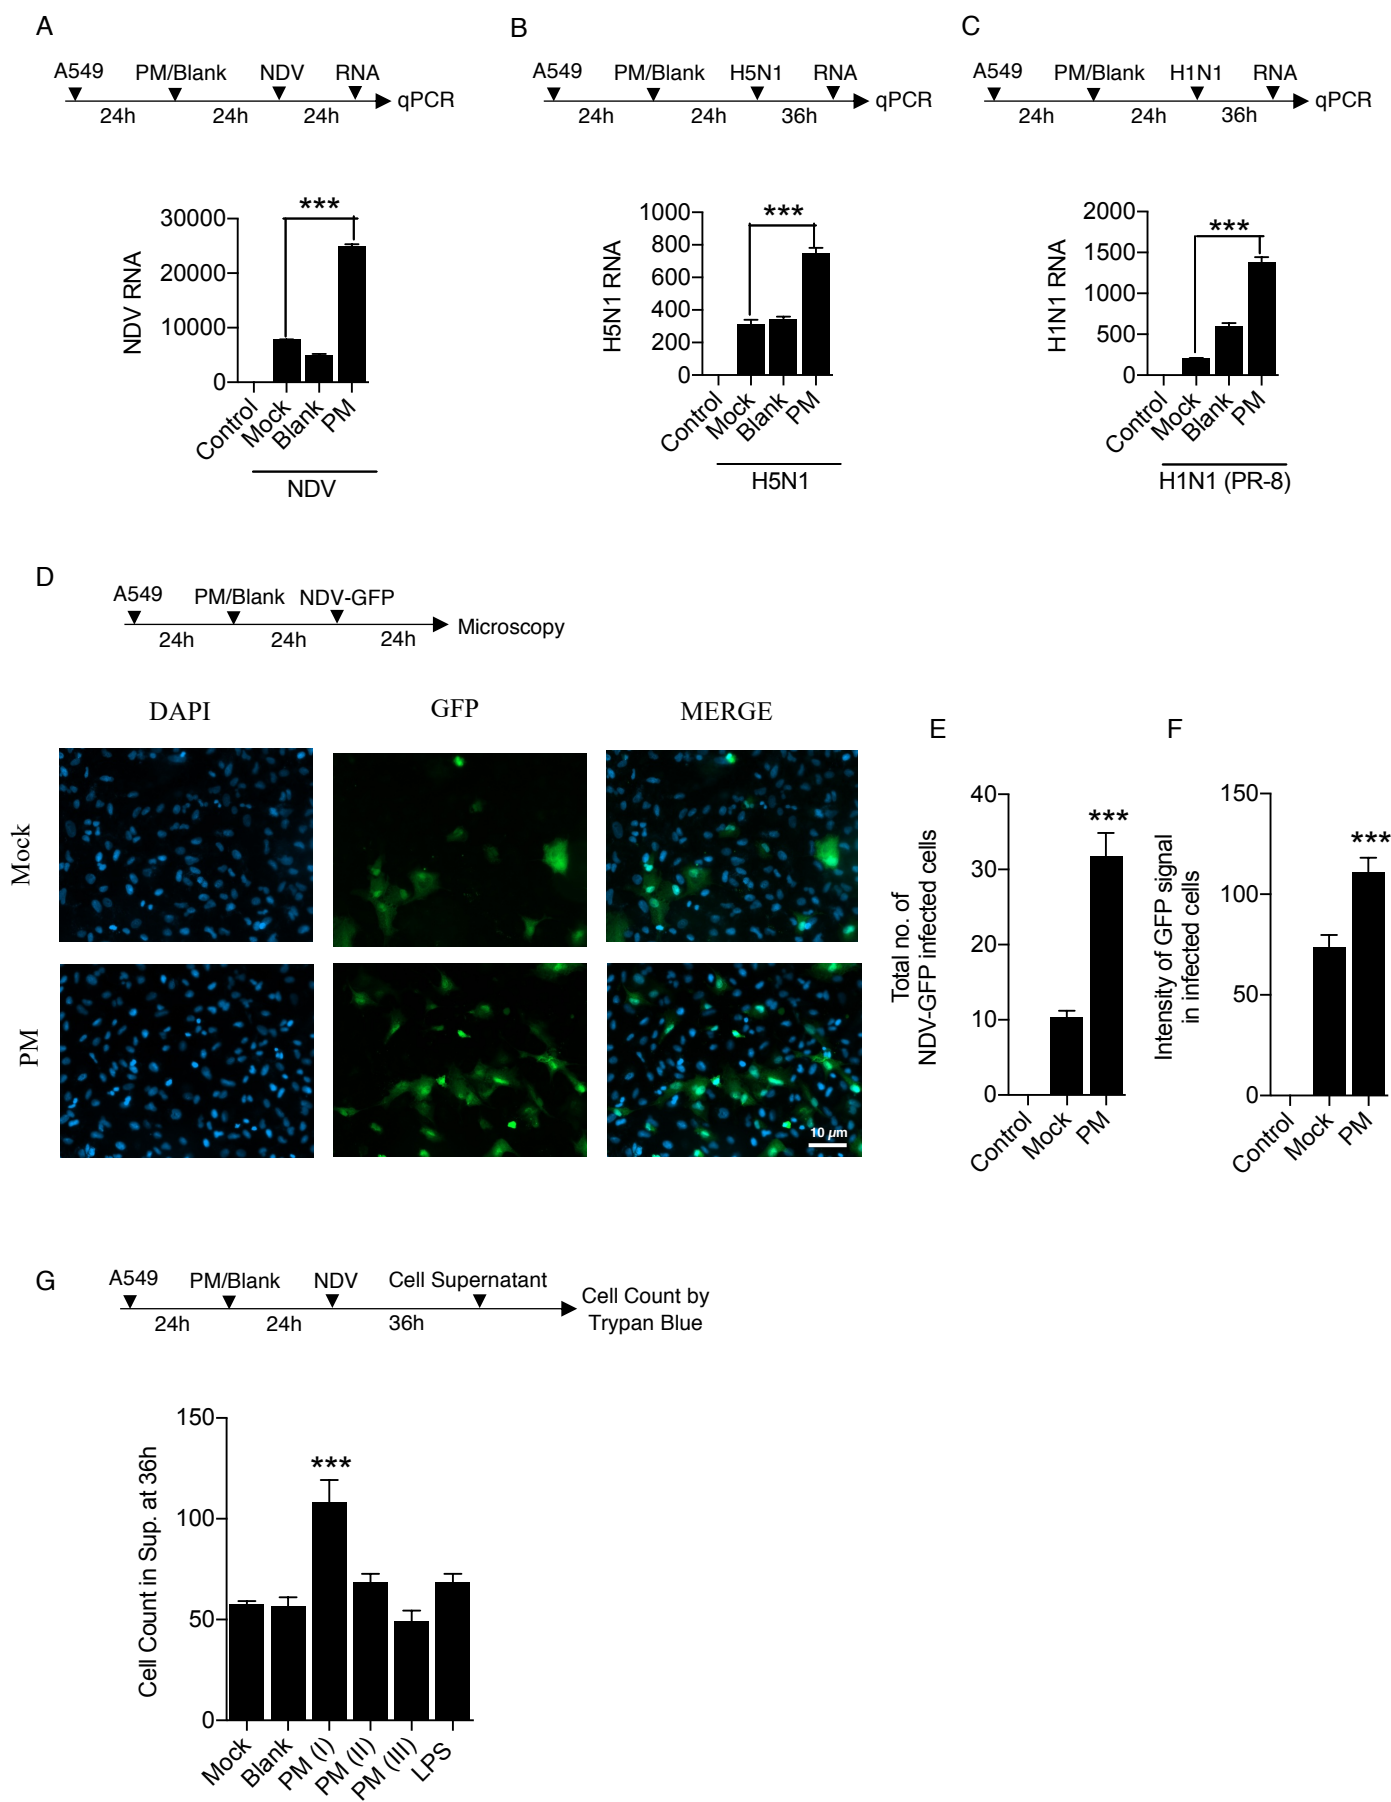 A
A549 PM/Blank NDV RNA
24h 24h 24h
qPCR
***
NDV RNA
30000
20000
10000
0
Control Mock Blank PM
NDV
B
A549 PM/Blank H5N1 RNA
24h 24h 36h
qPCR
***
H5N1 RNA
1000
800
600
400
200
0
Control Mock Blank PM
H5N1
C
A549 PM/Blank H1N1 RNA
24h 24h 36h
qPCR
***
H1N1 RNA
2000
1500
1000
500
0
Control Mock Blank PM
H1N1 (PR-8)
D
A549 PM/Blank NDV-GFP
24h 24h 24h
Microscopy
DAPI GFP MERGE
Mock
PM
10 µm
E
***
Total no. of
NDV-GFP infected cells
40
30
20
10
0
Control Mock PM
F
***
Intensity of GFP signal
in infected cells
150
100
50
0
Control Mock PM
G
A549 PM/Blank NDV Cell Supernatant
24h 24h 36h
Cell Count by
Trypan Blue
***
Cell Count in Sup. at 36h
150
100
50
0
Mock Blank PM (I) PM (II) PM (III) LPS